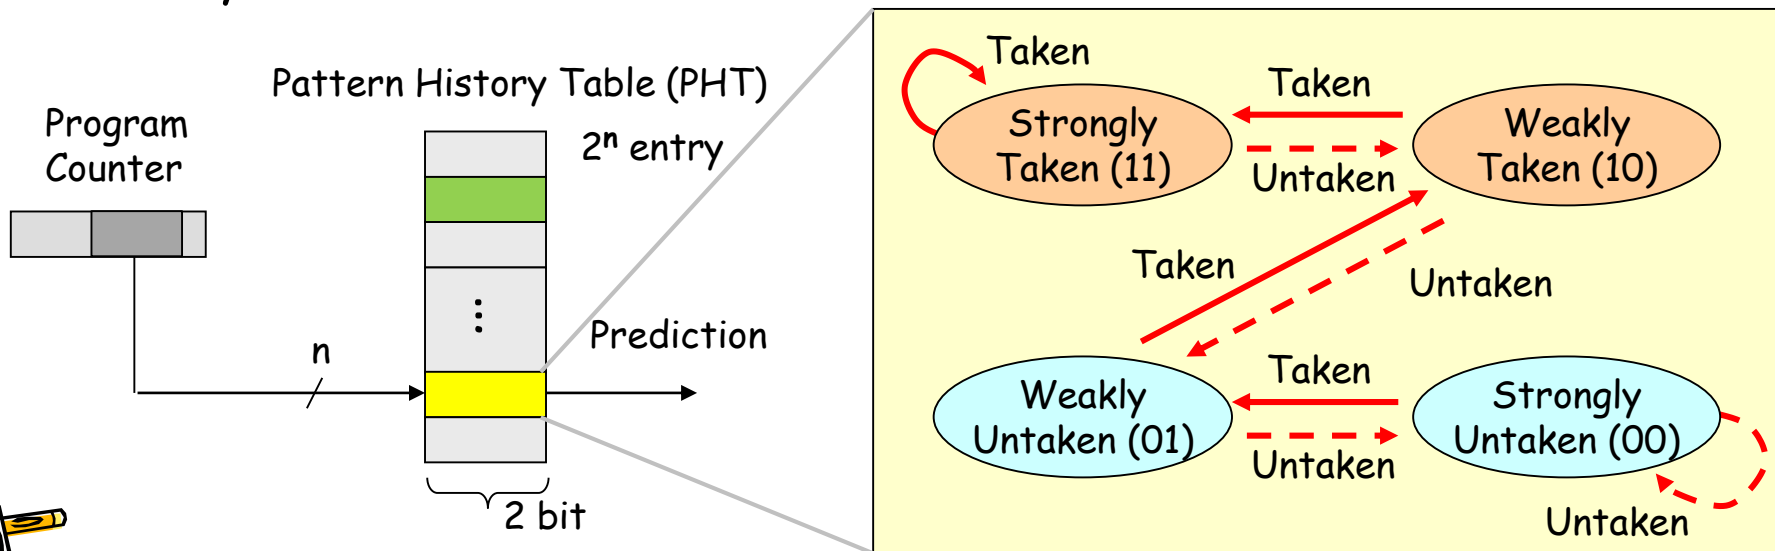 Pattern History Table (PHT)
2ⁿ entry
Program
Counter
n
⋮
Prediction
2 bit
Taken
Strongly
Taken (11)
Taken
Untaken
Weakly
Taken (10)
Taken
Untaken
Weakly
Untaken (01)
Taken
Untaken
Strongly
Untaken (00)
Untaken